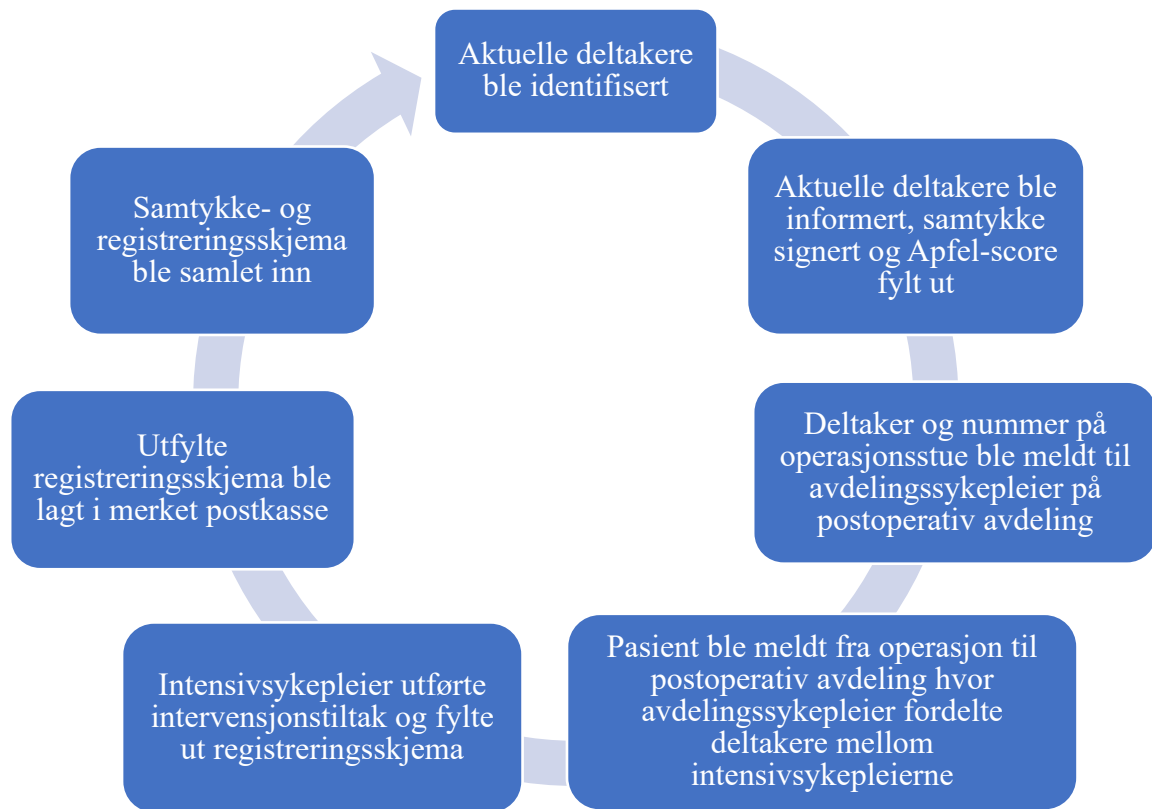 Aktuelle deltakere
ble identifisert
Aktuelle deltakere ble
informert, samtykke
signert og Apfel-score
fylt ut
Deltaker og nummer på
operasjonsstue ble meldt til
avdelingssykepleier på
postoperativ avdeling
Pasient ble meldt fra operasjon til
postoperativ avdeling hvor
avdelingssykepleier fordelte
deltakere mellom
intensivsykepleierne
Intensivsykepleier utførte
intervensjonstiltak og fylte
ut registreringsskjema
Utfylte
registreringsskjema ble
lagt i merket postkasse
Samtykke- og
registreringsskjema
ble samlet inn